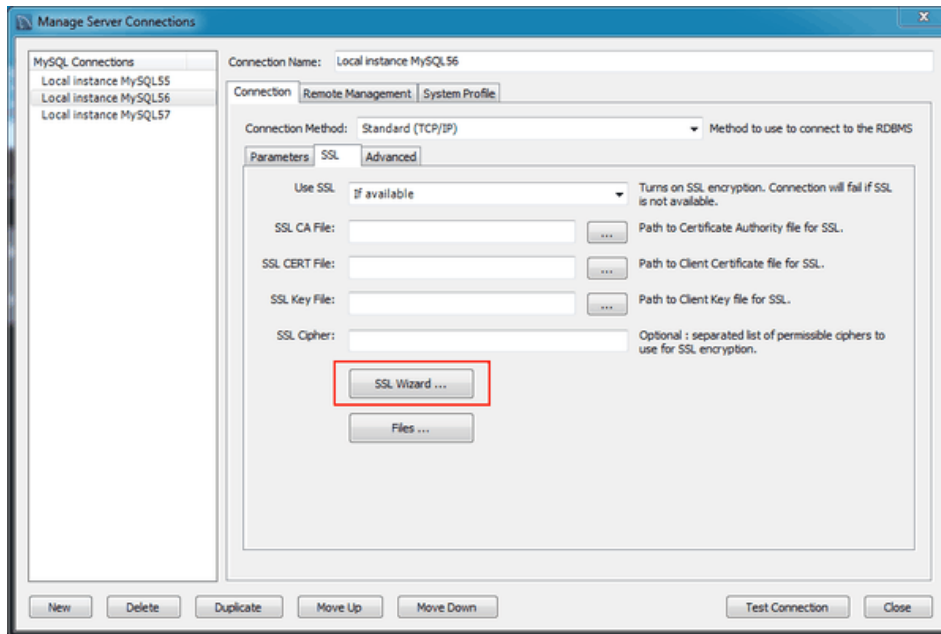 Manage Server Connections
x
MySQL Connections
Local instance MySQL55
Local instance MySQL56
Local instance MySQL57
Connection Name: Local instance MySQL56
Connection Remote Management System Profile
Connection Method: Standard (TCP/IP) Method to use to connect to the RDBMS
Parameters SSL Advanced
Use SSL If available Turns on SSL encryption. Connection will fail if SSL
is not available.
SSL CA File: ... Path to Certificate Authority file for SSL.
SSL CERT File: ... Path to Client Certificate file for SSL.
SSL Key File: ... Path to Client Key file for SSL.
SSL Cipher: Optional : separated list of permissible ciphers to
use for SSL encryption.
SSL Wizard ...
Files ...
New Delete Duplicate Move Up Move Down Test Connection Close